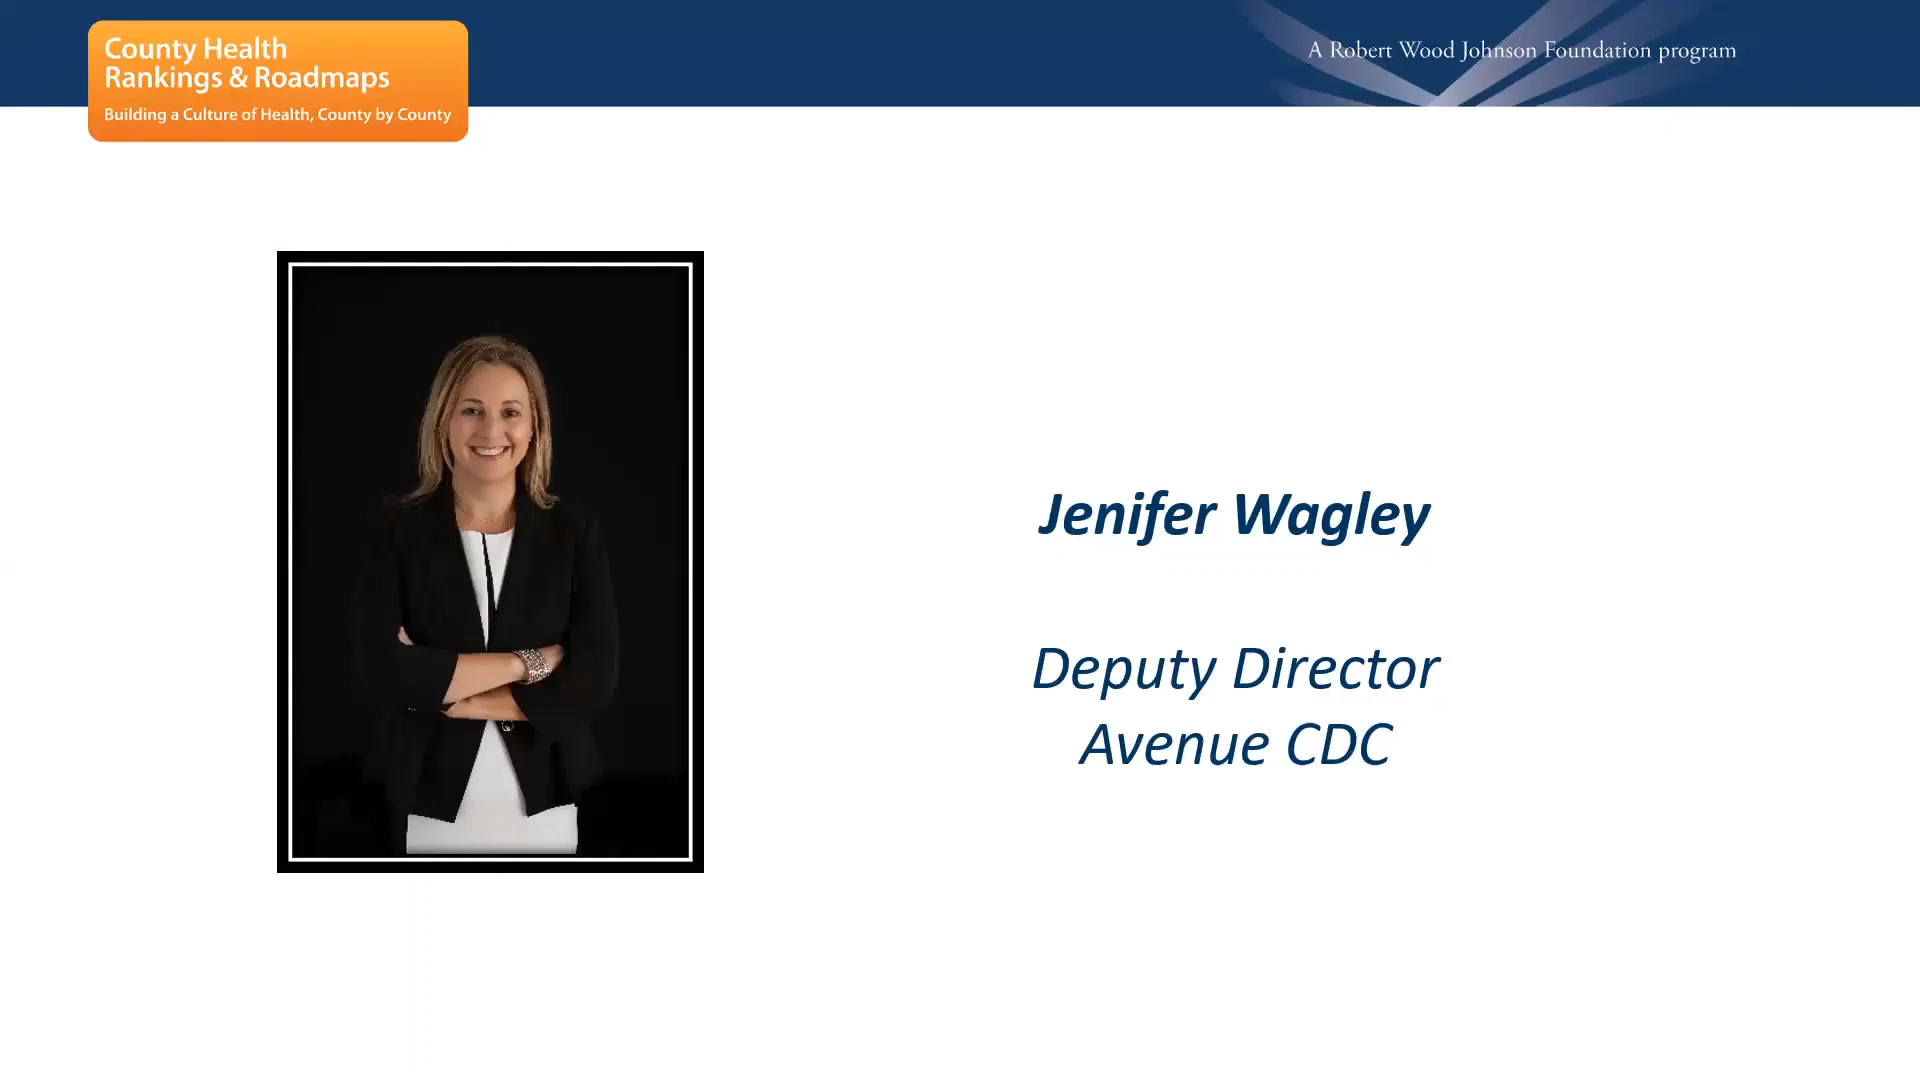 County Health
Rankings & Roadmaps
Building a Culture of Health, County by County
A Robert Wood Johnson Foundation program
Jenifer Wagley
Deputy Director
Avenue CDC